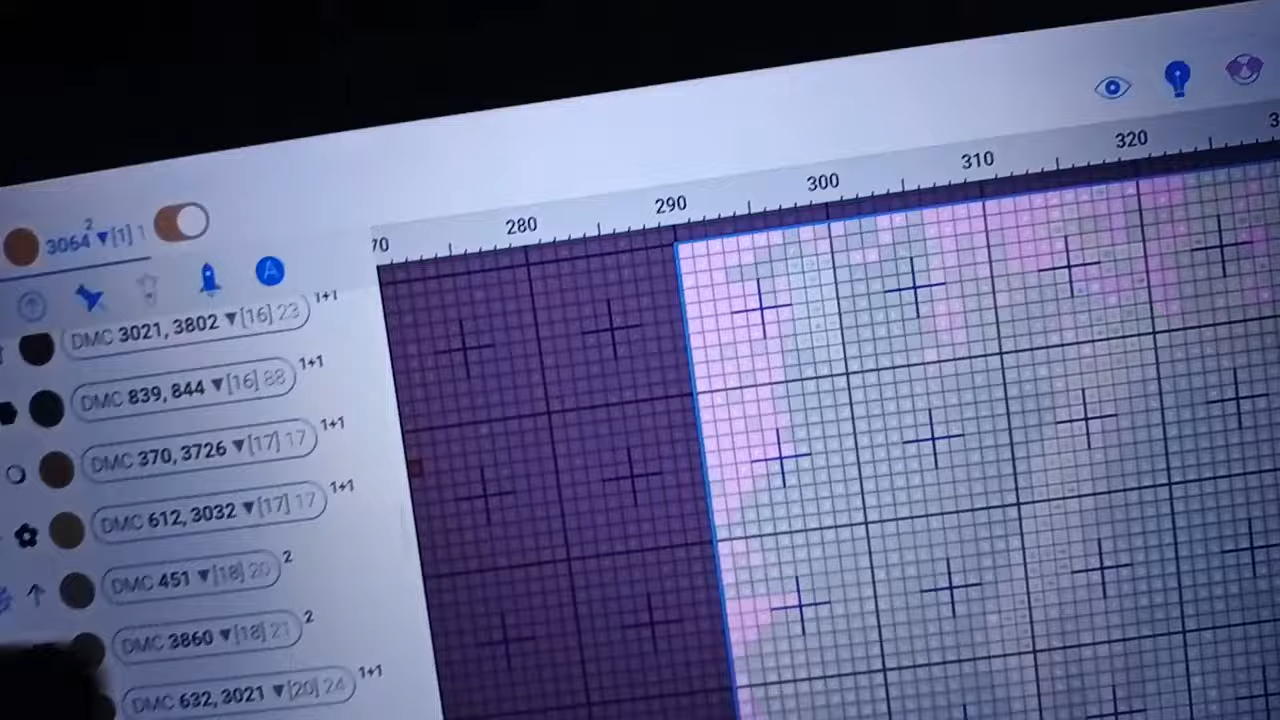 70 280 290 300 310 320
3064 ▼[1] 1 2
A
DMC 3021, 3802 ▼[16] 23 1+1
DMC 839, 844 ▼[16] 88 1+1
DMC 370, 3726 ▼[17] 17 1+1
DMC 612, 3032 ▼[17] 17 1+1
DMC 451 ▼[18] 20 2
DMC 3860 ▼[18] 21 2
DMC 632, 3021 ▼[20] 24 1+1